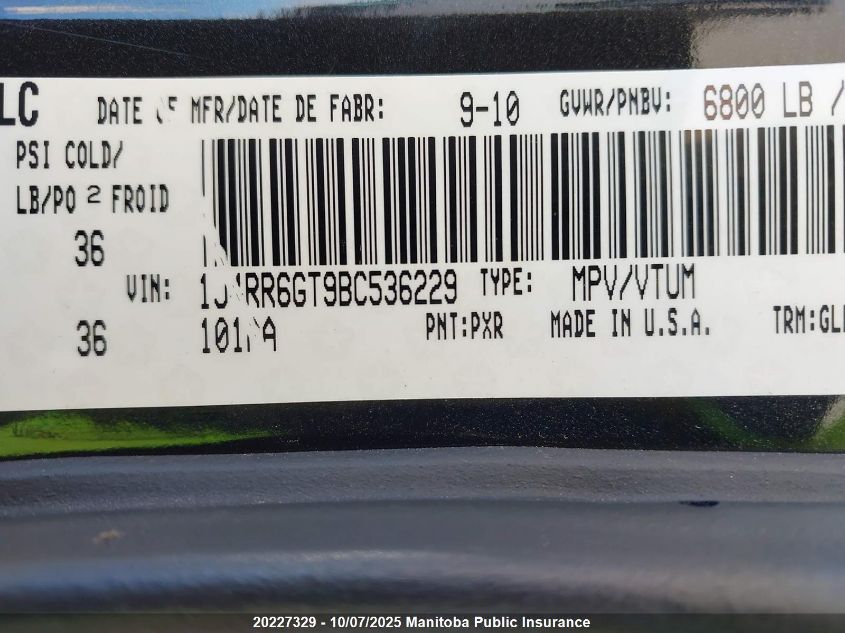 LC DATE MFR/DATE DE FABR: 9-10 GVWR/PNBV: 6800 LB /
PSI COLD/
LB/PO 2 FROID
36
VIN: TYPE: MPV/VTUM
36 PNT:PXR MADE IN U.S.A. TRM:
20227329 - 10/07/2025 Manitoba Public Insurance